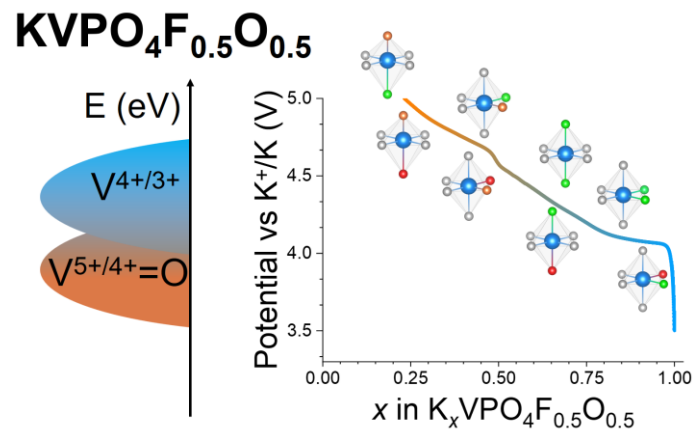 KVPO₄F₀.₅O₀.₅
E (eV)
V⁴⁺/³⁺
V⁵⁺/⁴⁺=O
Potential vs K⁺/K (V)
5.0
4.5
4.0
3.5
0.00 0.25 0.50 0.75 1.00
x in KₓVPO₄F₀.₅O₀.₅